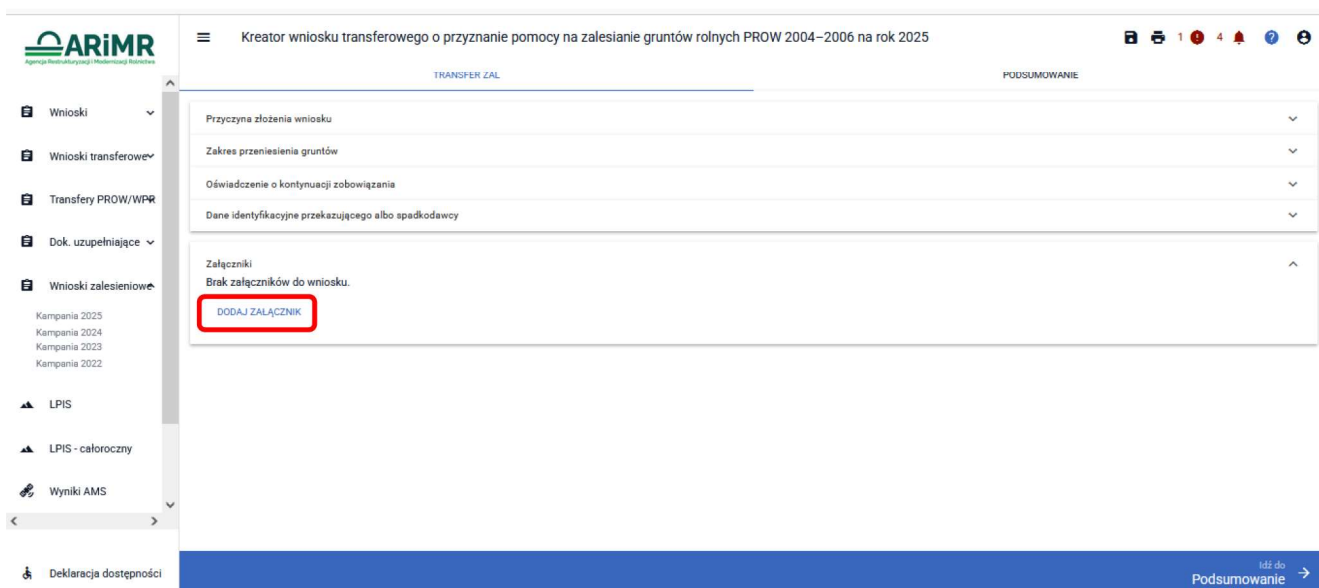 ARiMR
Agencja Restrukturyzacji i Modernizacji Rolnictwa
Kreator wniosku transferowego o przyznanie pomocy na zalesianie gruntów rolnych PROW 2004–2006 na rok 2025
1 4
TRANSFER ZAL
PODSUMOWANIE
Wnioski
Wnioski transferowe
Transfery PROW/WPR
Dok. uzupełniające
Wnioski zalesieniowe
Kampania 2025
Kampania 2024
Kampania 2023
Kampania 2022
LPIS
LPIS - całoroczny
Wyniki AMS
Deklaracja dostępności
Przyczyna złożenia wniosku
Zakres przeniesienia gruntów
Oświadczenie o kontynuacji zobowiązania
Dane identyfikacyjne przekazującego albo spadkodawcy
Załączniki
Brak załączników do wniosku.
DODAJ ZAŁĄCZNIK
Idź do
Podsumowanie